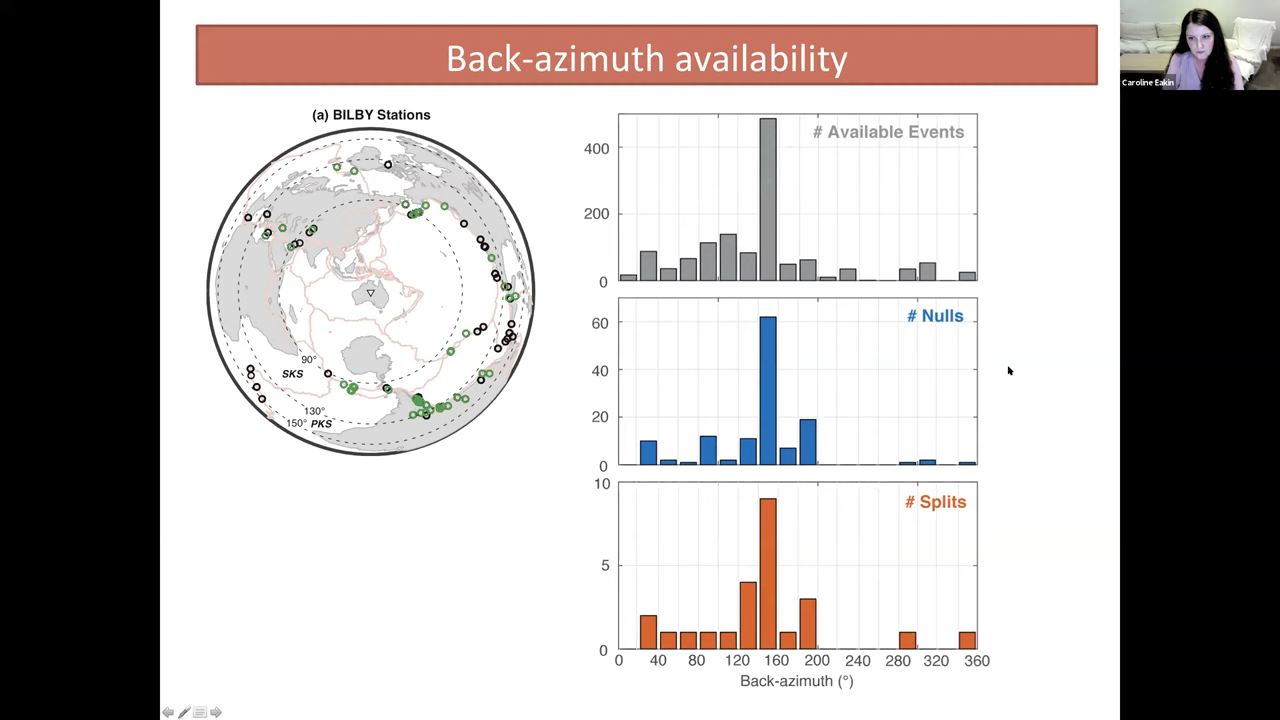 Back-azimuth availability
Caroline Eakin
(a) BILBY Stations
90°
SKS
130°
150° PKS
# Available Events
400
200
0
# Nulls
60
40
20
0
# Splits
10
5
0
0 40 80 120 160 200 240 280 320 360
Back-azimuth (°)